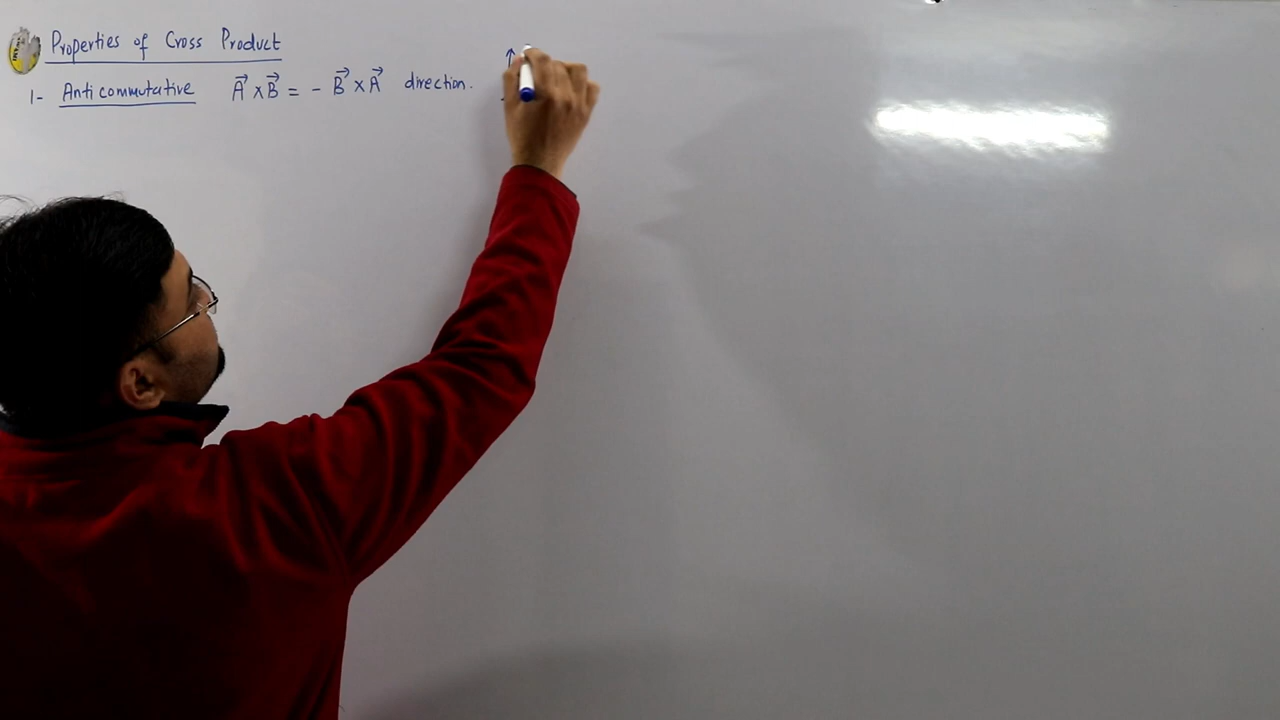 Properties of Cross Product
1- Anticommutative A⃗ × B⃗ = - B⃗ × A⃗ direction.